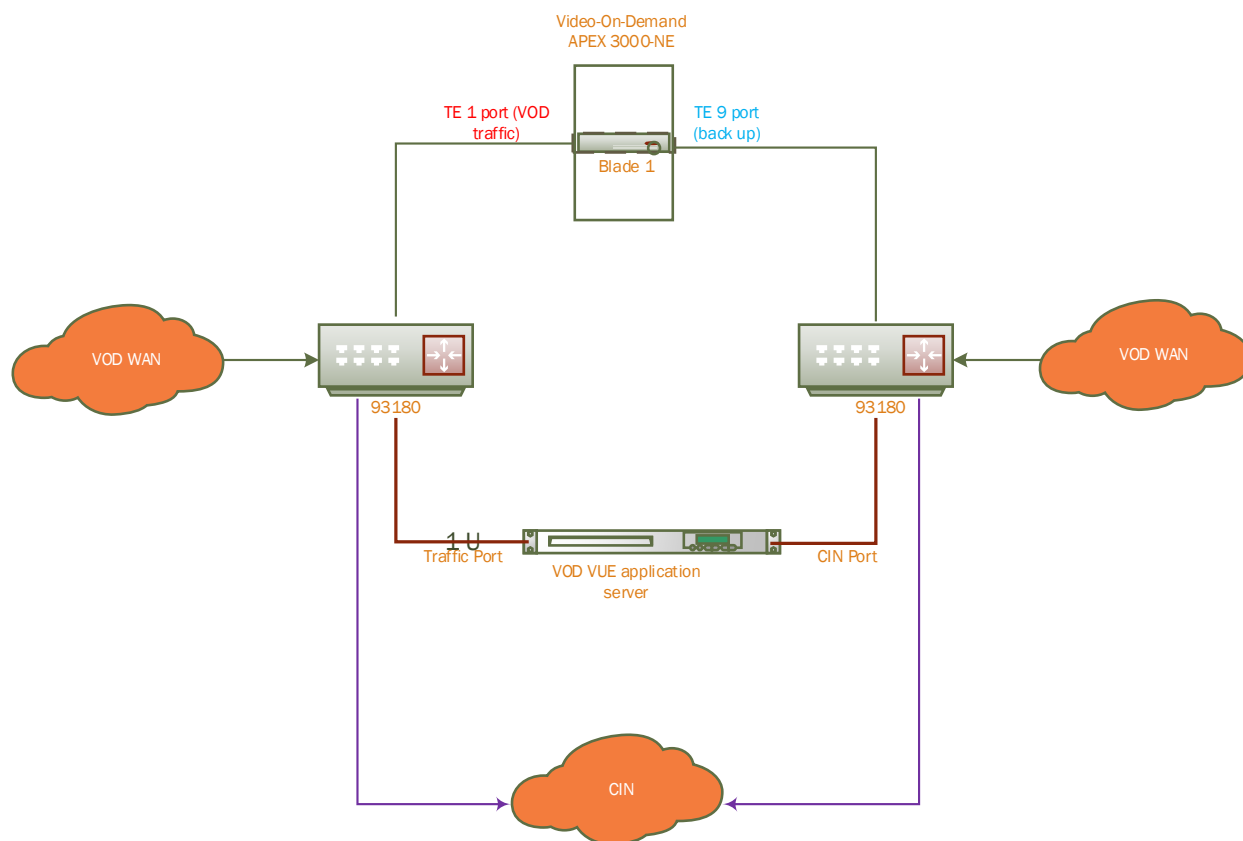 Video-On-Demand
APEX 3000-NE
TE 1 port (VOD
traffic)
TE 9 port
(back up)
Blade 1
VOD WAN
VOD WAN
93180
93180
1 U
Traffic Port
CIN Port
VOD VUE application
server
CIN